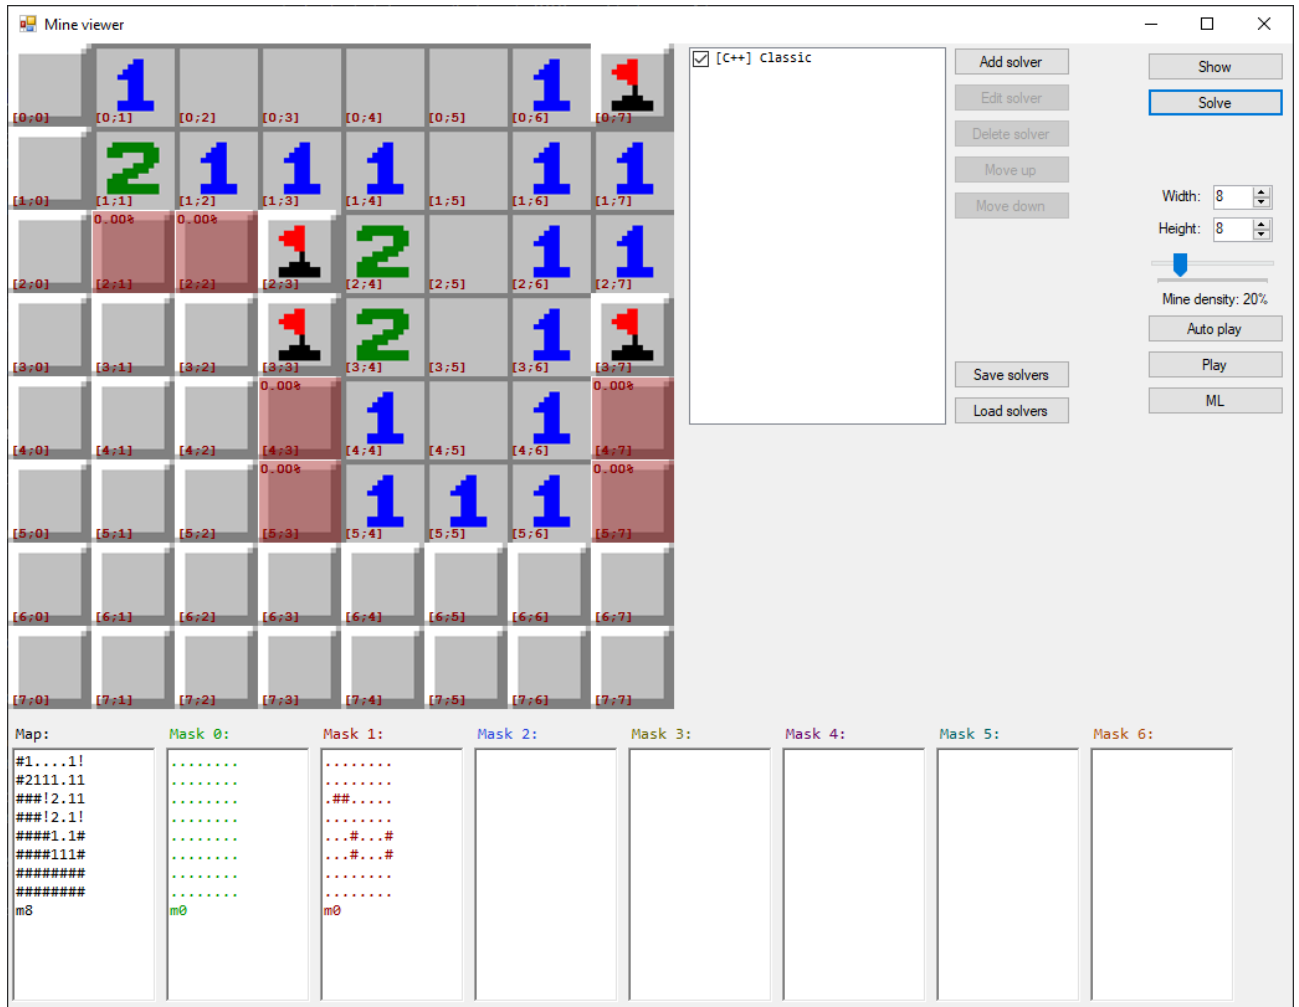 Mine viewer
1 1
[0;0] [0;1] [0;2] [0;3] [0;4] [0;5] [0;6] [0;7]
2 1 1 1 1 1
[1;0] [1;1] [1;2] [1;3] [1;4] [1;5] [1;6] [1;7]
0.00% 0.00%
2 1 1
[2;0] [2;1] [2;2] [2;3] [2;4] [2;5] [2;6] [2;7]
2 1
[3;0] [3;1] [3;2] [3;3] [3;4] [3;5] [3;6] [3;7]
0.00% 0.00%
1 1
[4;0] [4;1] [4;2] [4;3] [4;4] [4;5] [4;6] [4;7]
0.00% 0.00%
1 1 1
[5;0] [5;1] [5;2] [5;3] [5;4] [5;5] [5;6] [5;7]
[6;0] [6;1] [6;2] [6;3] [6;4] [6;5] [6;6] [6;7]
[7;0] [7;1] [7;2] [7;3] [7;4] [7;5] [7;6] [7;7]
[C++] Classic
Add solver
Edit solver
Delete solver
Move up
Move down
Save solvers
Load solvers
Show
Solve
Width: 8
Height: 8
Mine density: 20%
Auto play
Play
ML
Map:
#1....1!
#2111.11
###!2.11
###!2.1!
####1.1#
####111#
########
########
m8
Mask 0:
........
........
........
........
........
........
........
........
m0
Mask 1:
........
........
.##.....
........
...#...#
...#...#
........
........
m0
Mask 2:
Mask 3:
Mask 4:
Mask 5:
Mask 6: